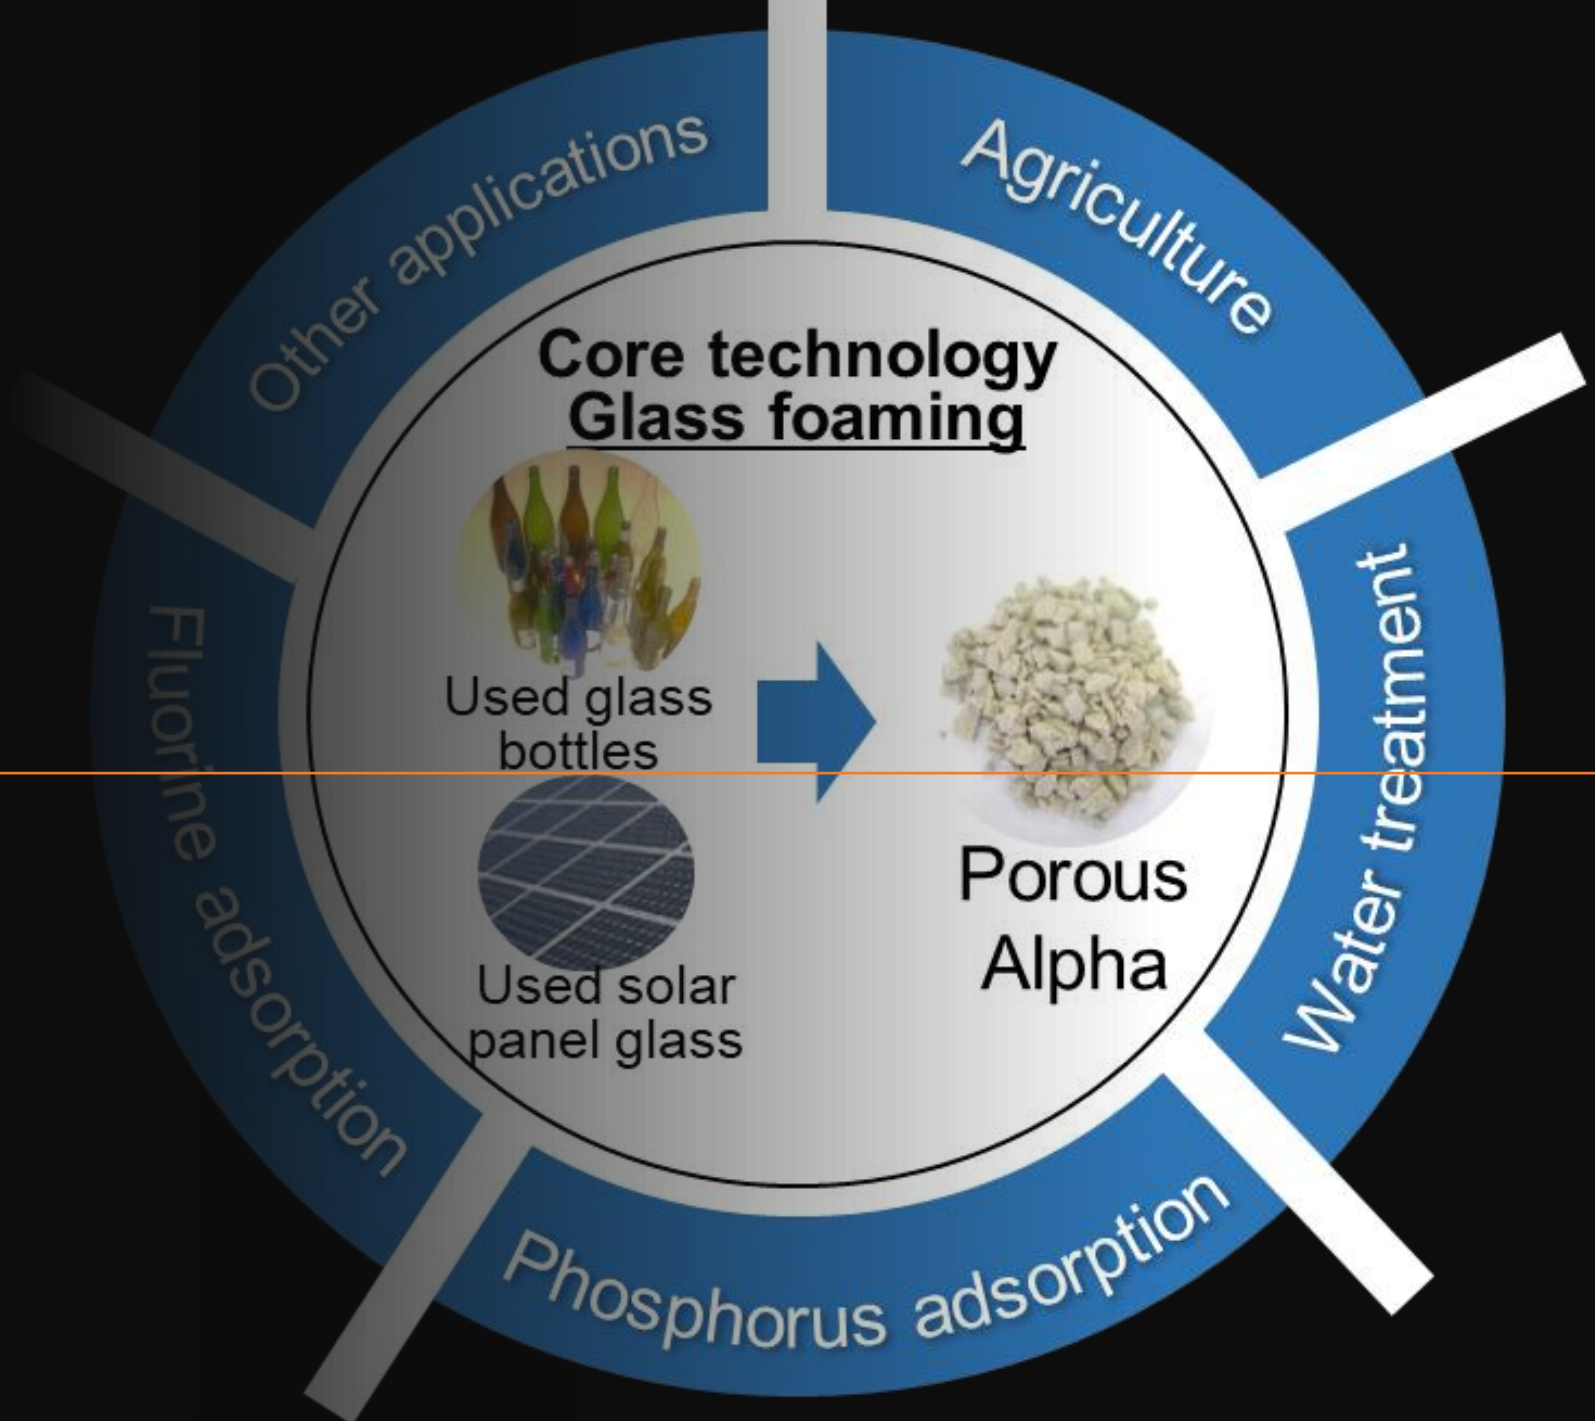 Other applications
Agriculture
Core technology
Glass foaming
Used glass
bottles
Used solar
panel glass
Porous
Alpha
Water treatment
Fluorine adsorption
Phosphorus adsorption